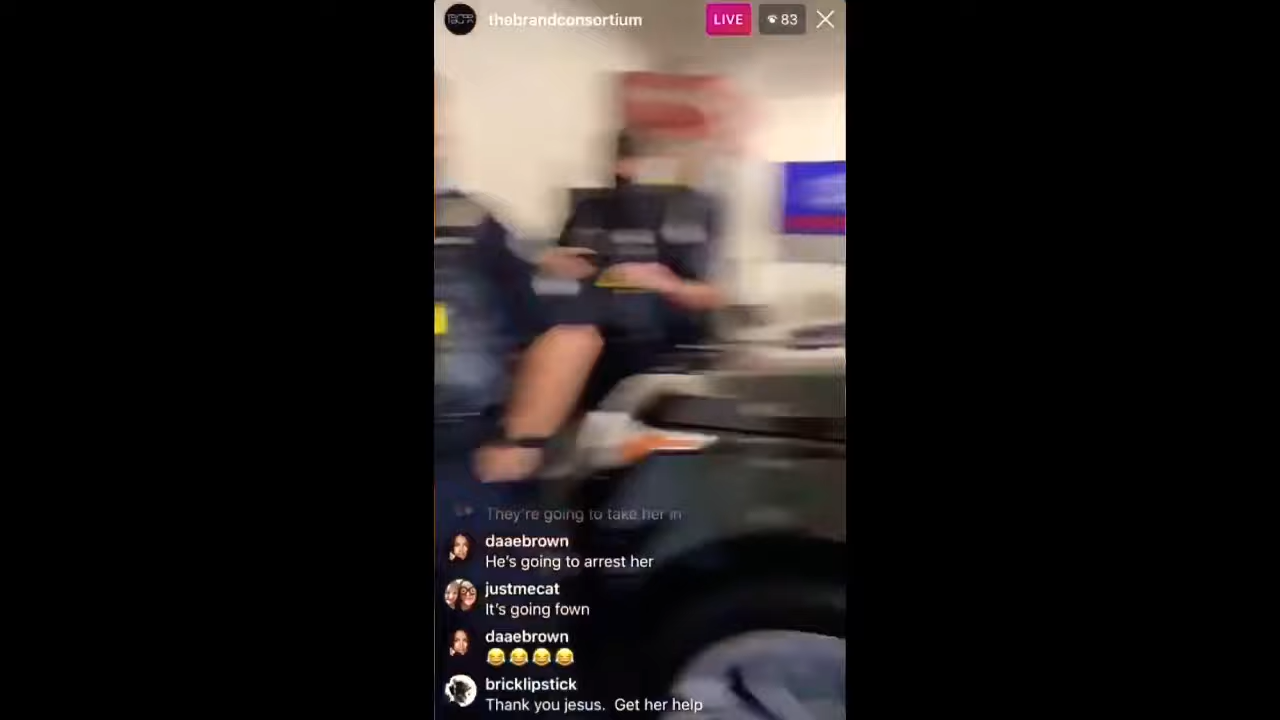 thebrandconsortium
LIVE
83
They're going to take her in
daaebrown
He's going to arrest her
justmecat
It's going fown
daaebrown
😂😂😂😂
bricklipstick
Thank you jesus.  Get her help